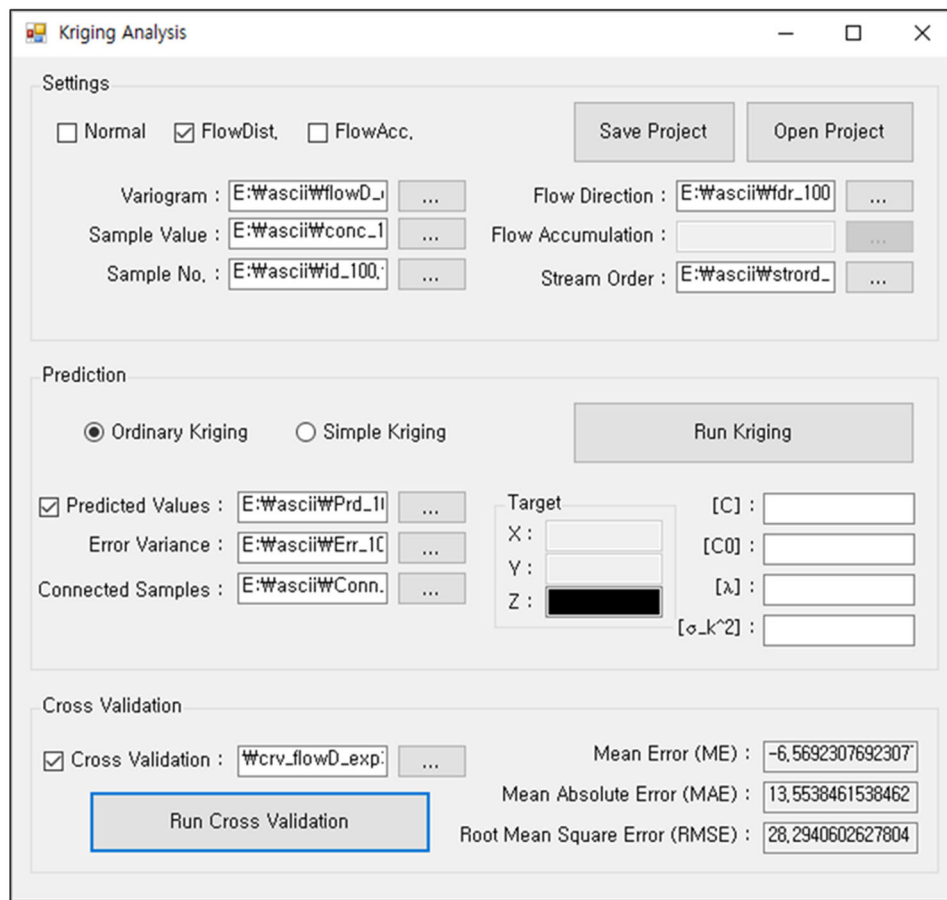 Kriging Analysis
Settings
Normal FlowDist. FlowAcc.
Save Project Open Project
Variogram : E:₩ascii₩flowD_ ...
Flow Direction : E:₩ascii₩fdr_100 ...
Sample Value : E:₩ascii₩conc_1 ...
Flow Accumulation : ...
Sample No. : E:₩ascii₩id_100. ...
Stream Order : E:₩ascii₩strord_ ...
Prediction
Ordinary Kriging Simple Kriging
Run Kriging
Predicted Values : E:₩ascii₩Prd_1 ...
Error Variance : E:₩ascii₩Err_10 ...
Connected Samples : E:₩ascii₩Conn. ...
Target
X :
Y :
Z :
[C] :
[C0] :
[λ] :
[σ_k^2] :
Cross Validation
Cross Validation : ₩crv_flowD_exp ...
Run Cross Validation
Mean Error (ME) : -6.5692307692307
Mean Absolute Error (MAE) : 13.5538461538462
Root Mean Square Error (RMSE) : 28.2940602627804